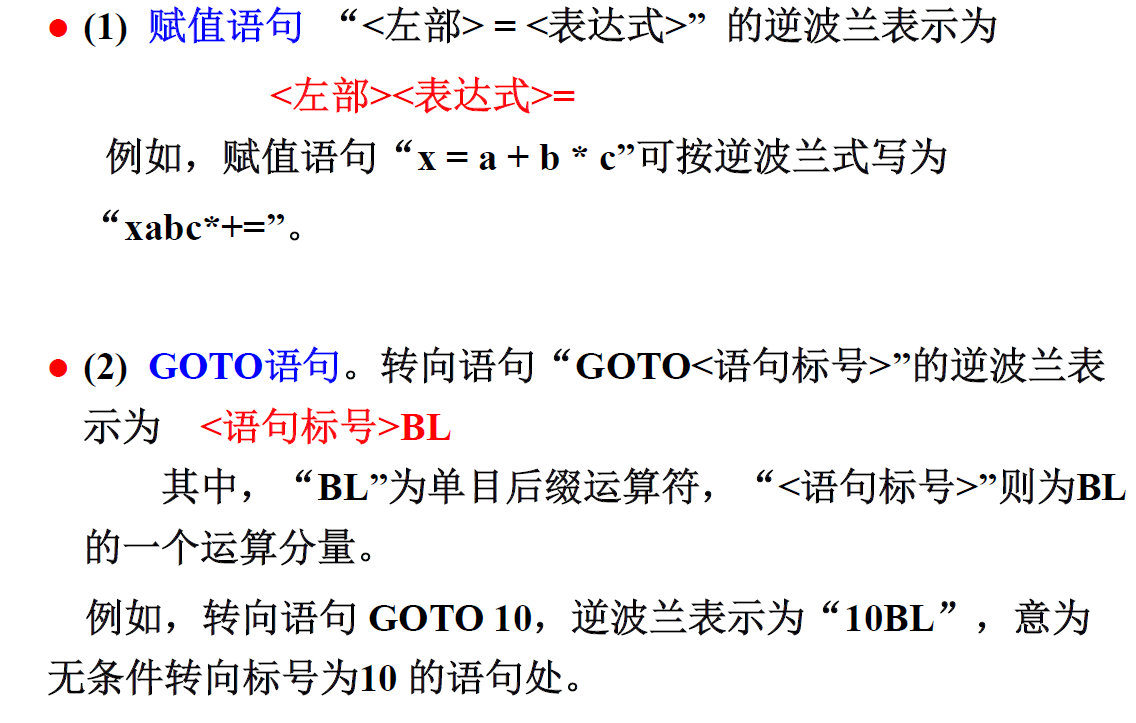 • (1) 赋值语句 “<左部> = <表达式>” 的逆波兰表示为
<左部><表达式>=
例如，赋值语句“x = a + b * c”可按逆波兰式写为
“xabc*+=”。
• (2) GOTO语句。转向语句“GOTO<语句标号>”的逆波兰表
示为 <语句标号>BL
其中，“BL”为单目后缀运算符，“<语句标号>”则为BL
的一个运算分量。
例如，转向语句 GOTO 10，逆波兰表示为“10BL”，意为
无条件转向标号为10 的语句处。